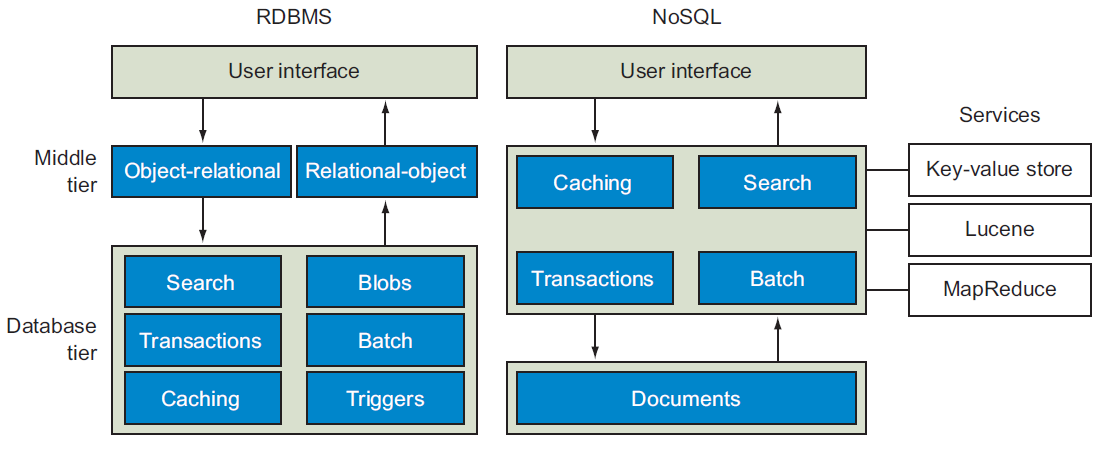 RDBMS
NoSQL
User interface
User interface
Services
Middle
tier
Object-relational
Relational-object
Caching
Search
Key-value store
Lucene
Transactions
Batch
MapReduce
Database
tier
Search
Blobs
Transactions
Batch
Caching
Triggers
Documents